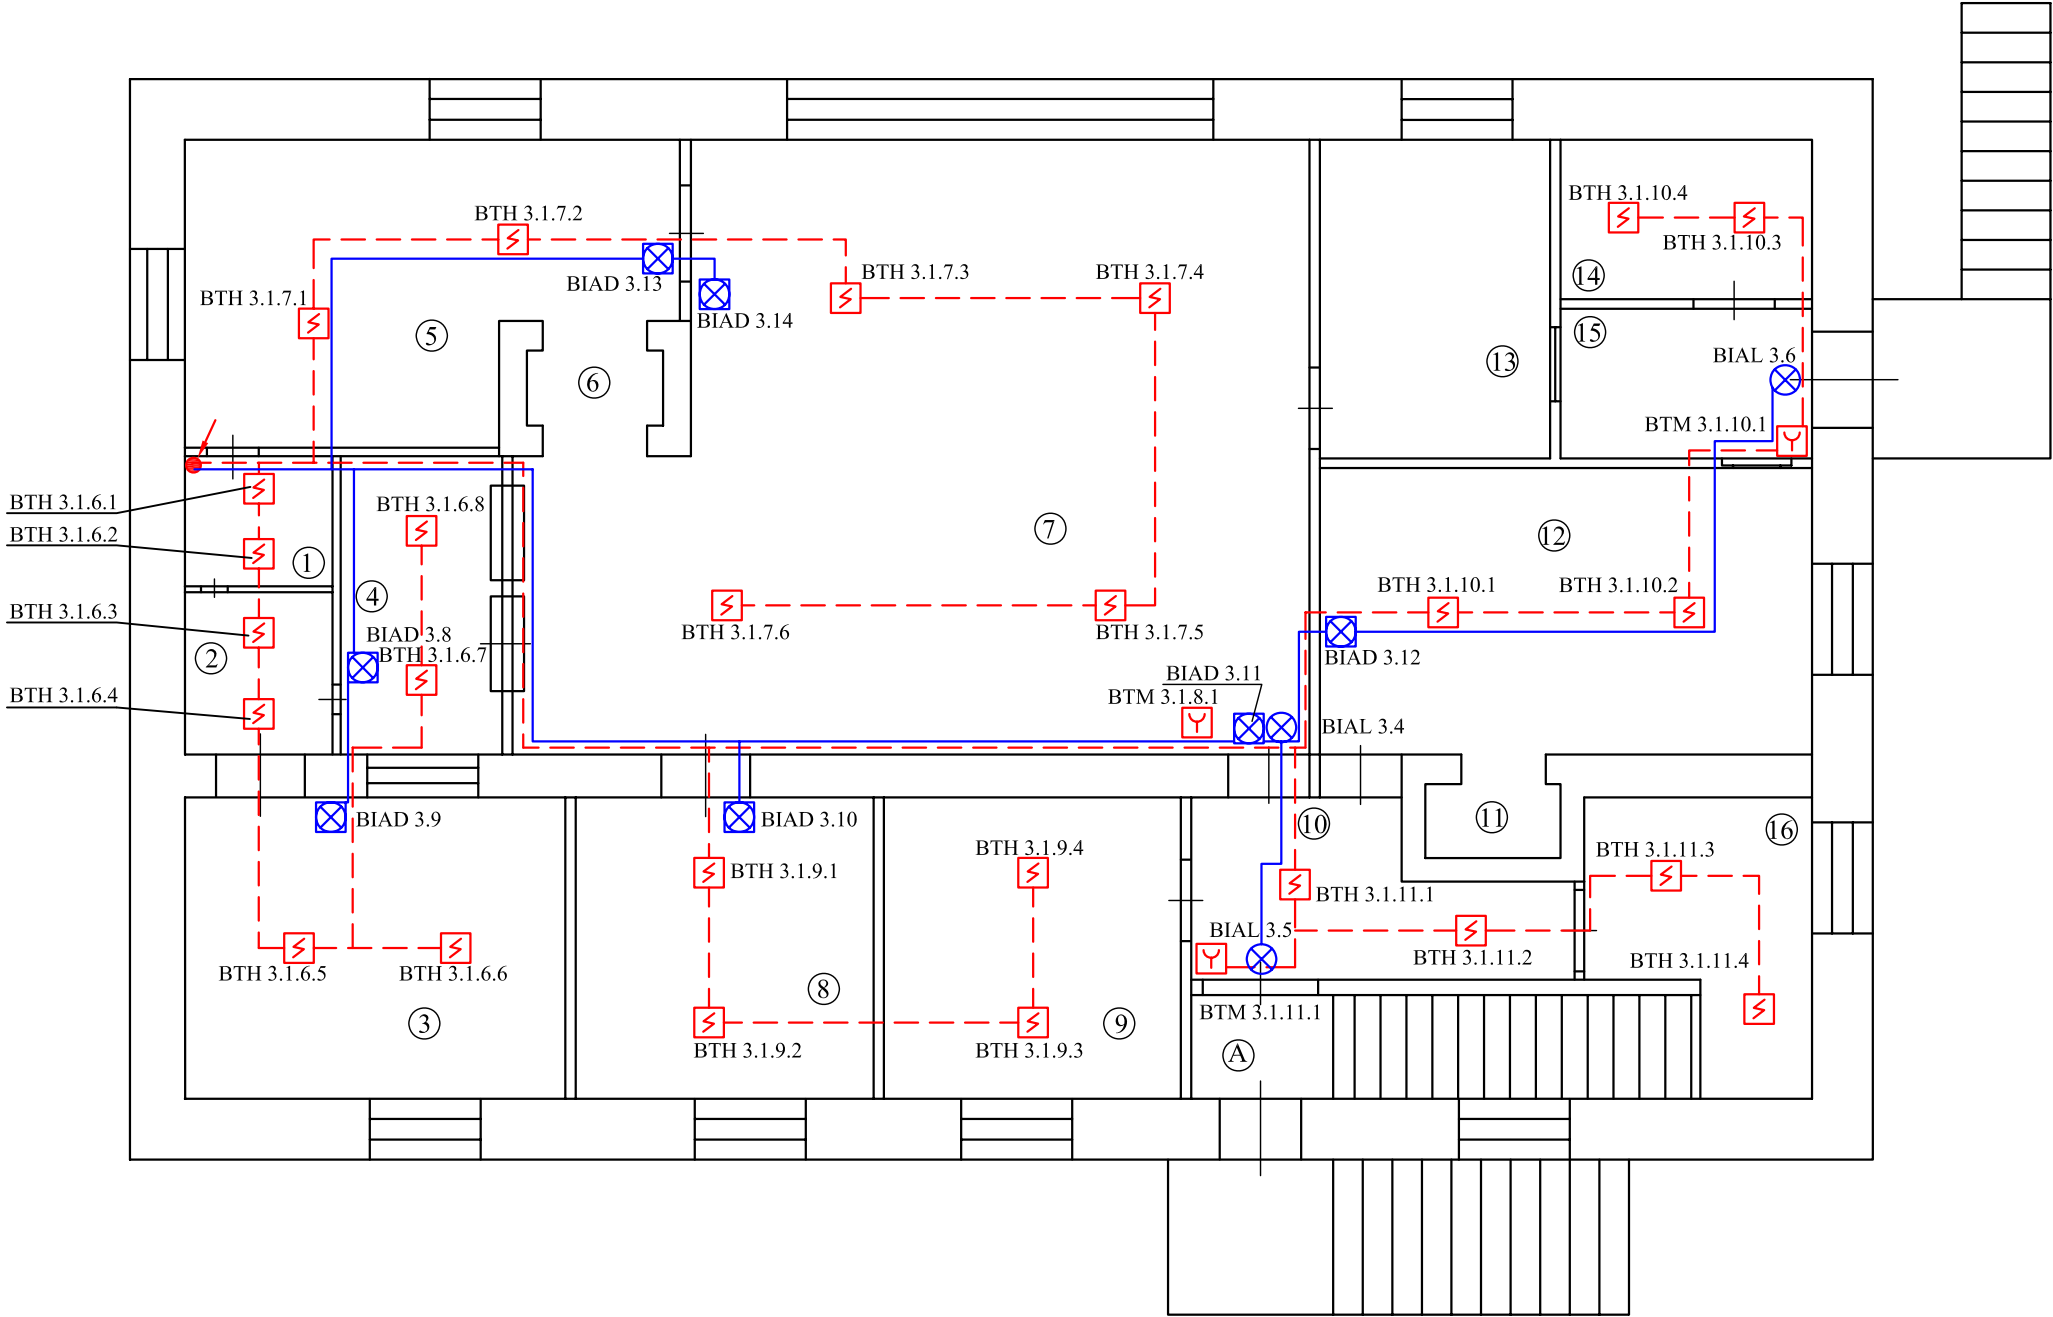 BTH 3.1.10.4
BTH 3.1.7.2
BTH 3.1.10.3
BTH 3.1.7.3
BTH 3.1.7.4
14
BIAD 3.13
BTH 3.1.7.1
BIAD 3.14
5
15
BIAL 3.6
13
6
BTM 3.1.10.1
BTH 3.1.6.1
BTH 3.1.6.8
7
BTH 3.1.6.2
12
1
4
BTH 3.1.10.1
BTH 3.1.10.2
BTH 3.1.6.3
BIAD 3.8
BTH 3.1.7.6
BTH 3.1.7.5
2
BTH 3.1.6.7
BIAD 3.12
BIAD 3.11
BTH 3.1.6.4
BTM 3.1.8.1
BIAL 3.4
BIAD 3.9
BIAD 3.10
10
11
16
BTH 3.1.9.4
BTH 3.1.11.3
BTH 3.1.9.1
BTH 3.1.11.1
BIAL 3.5
BTH 3.1.11.2
BTH 3.1.11.4
BTH 3.1.6.5
BTH 3.1.6.6
8
BTM 3.1.11.1
3
9
BTH 3.1.9.2
BTH 3.1.9.3
A